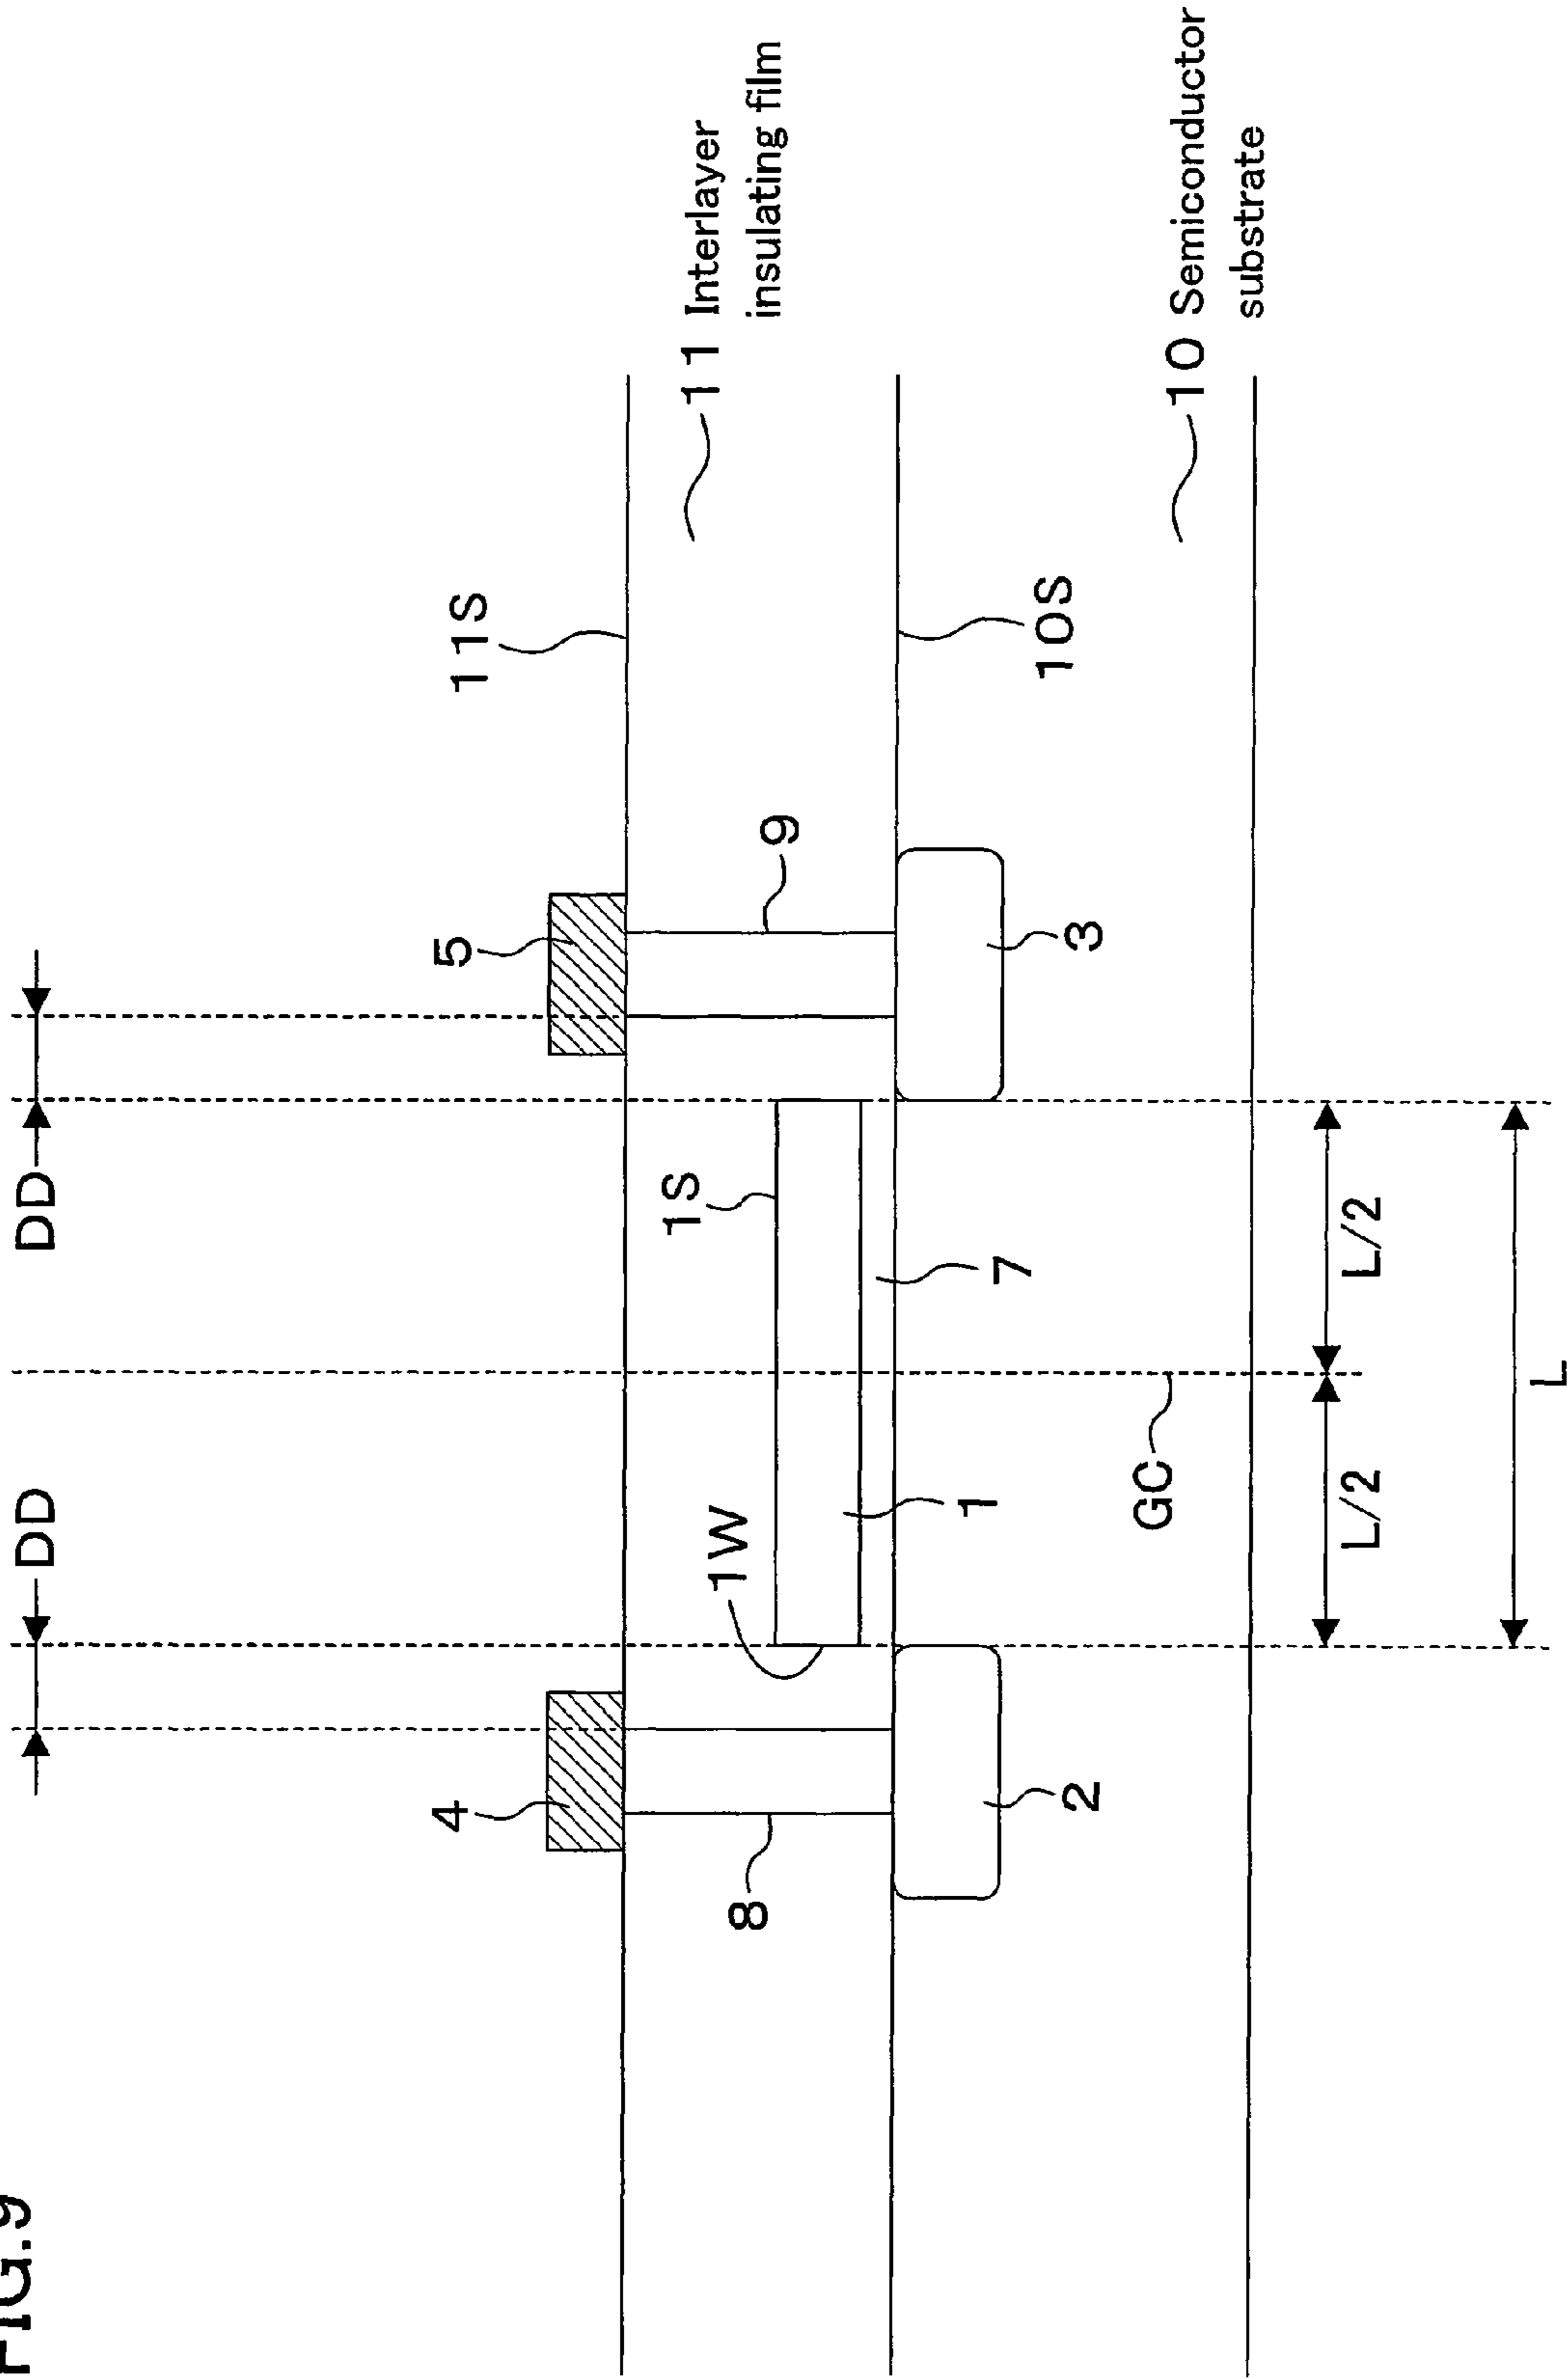 FIG.9
DD
DD
4
5
11S
11 Interlayer
insulating film
8
1W
1S
9
1
7
2
3
10S
GC
10 Semiconductor
substrate
L/2
L/2
L